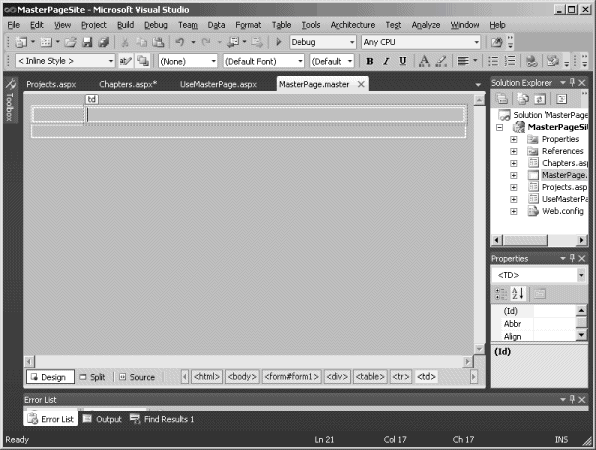 MasterPageSite - Microsoft Visual Studio
File Edit View Project Build Debug Team Data Format Table Tools Architecture Test Analyze Window Help
Debug Any CPU
< Inline Style > (None) (Default Font) (Default B I U A
Toolbox
Projects.aspx Chapters.aspx* UseMasterPage.aspx MasterPage.master
td
Design Split Source <html> <body> <form#form1> <div> <table> <tr> <td>
Solution Explorer
Solution 'MasterPage
MasterPageSit
Properties
References
Chapters.asp
MasterPage.
Projects.asp
UseMasterPa
Web.config
Properties
<TD>
(Id)
Abbr
Align
(Id)
Error List
Error List Output Find Results 1
Ready Ln 21 Col 17 Ch 17 INS